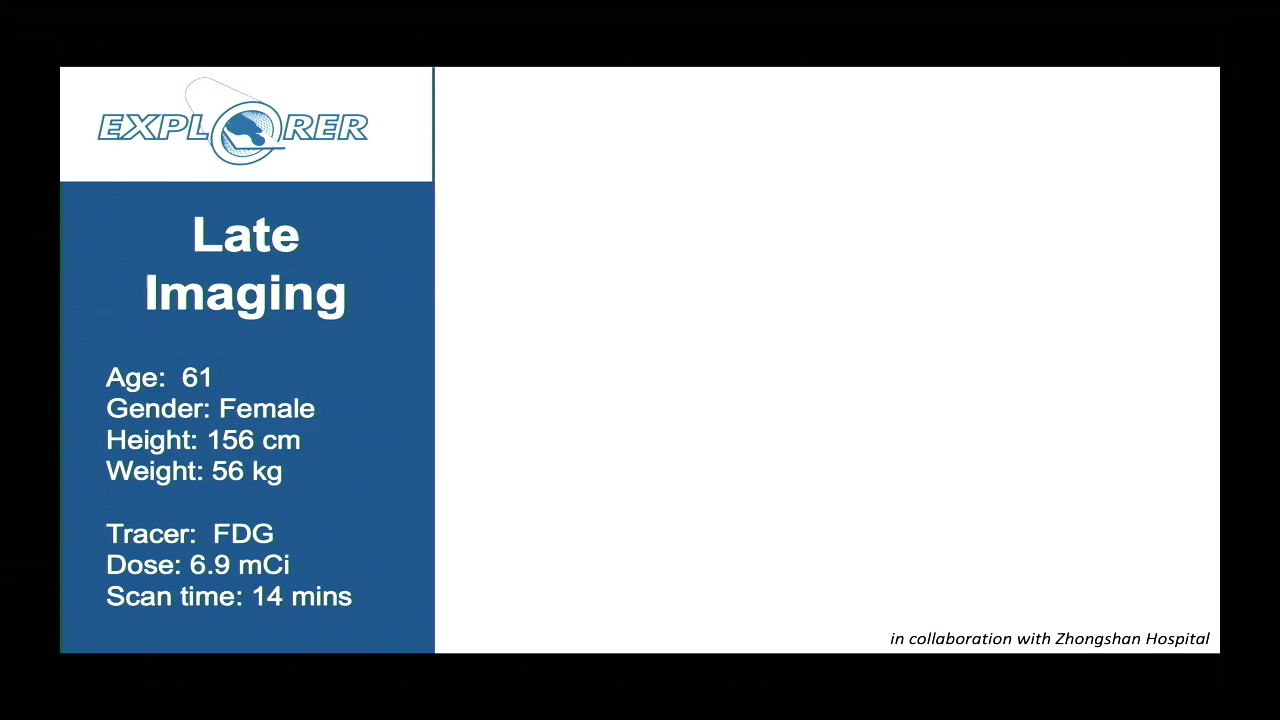 EXPLORER
Late
Imaging
Age: 61
Gender: Female
Height: 156 cm
Weight: 56 kg
Tracer: FDG
Dose: 6.9 mCi
Scan time: 14 mins
in collaboration with Zhongshan Hospital